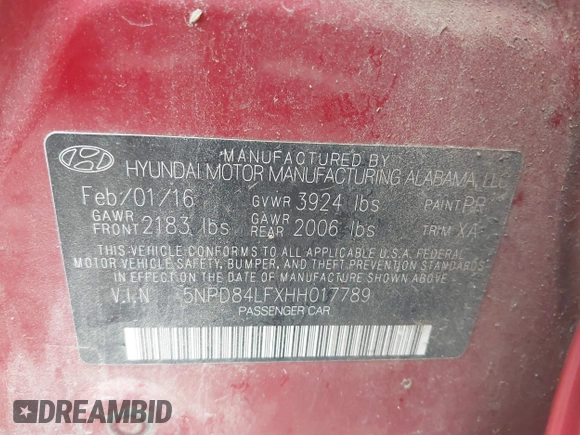 MANUFACTURED BY
HYUNDAI MOTOR MANUFACTURING ALABAMA, LLC
Feb/01/16 GVWR 3924 lbs PAINT PR
GAWR FRONT 2183 lbs GAWR REAR 2006 lbs TRIM XA
THIS VEHICLE CONFORMS TO ALL APPLICABLE U.S.A. FEDERAL
MOTOR VEHICLE SAFETY, BUMPER, AND THEFT PREVENTION
STANDARDS IN EFFECT ON THE DATE OF MANUFACTURE SHOWN ABOVE
V.I.N 5NPD84LFXHH017789
PASSENGER CAR
DREAMBID